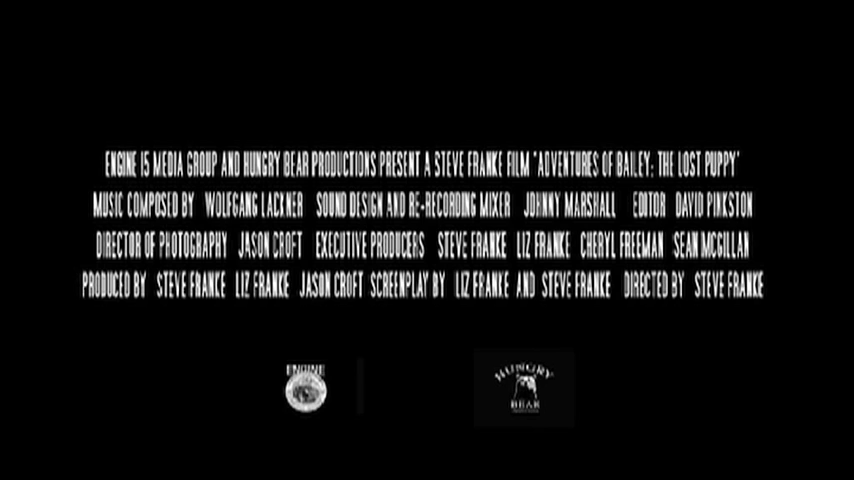 ENGINE 15 MEDIA GROUP AND HUNGRY BEAR PRODUCTIONS PRESENT A STEVE FRANKE FILM "ADVENTURES OF BAILEY: THE LOST PUPPY"
MUSIC COMPOSED BY WOLFGANG LACKNER SOUND DESIGN AND RE-RECORDING MIXER JOHNNY MARSHALL EDITOR DAVID PINKSTON
DIRECTOR OF PHOTOGRAPHY JASON CROFT EXECUTIVE PRODUCERS STEVE FRANKE LIZ FRANKE CHERYL FREEMAN SEAN MCGILLAN
PRODUCED BY STEVE FRANKE LIZ FRANKE JASON CROFT SCREENPLAY BY LIZ FRANKE AND STEVE FRANKE DIRECTED BY STEVE FRANKE
ENGINE
HUNGRY
BEAR